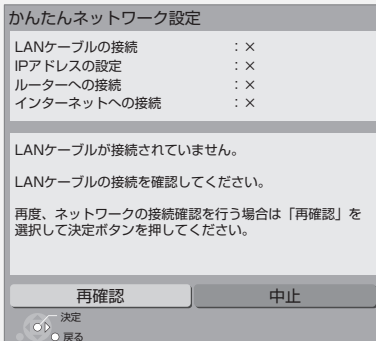 かんたんネットワーク設定
LANケーブルの接続 ：×
IPアドレスの設定 ：×
ルーターへの接続 ：×
インターネットへの接続 ：×
LANケーブルが接続されていません。
LANケーブルの接続を確認してください。
再度、ネットワークの接続確認を行う場合は「再確認」を
選択して決定ボタンを押してください。
再確認 中止
決定
戻る